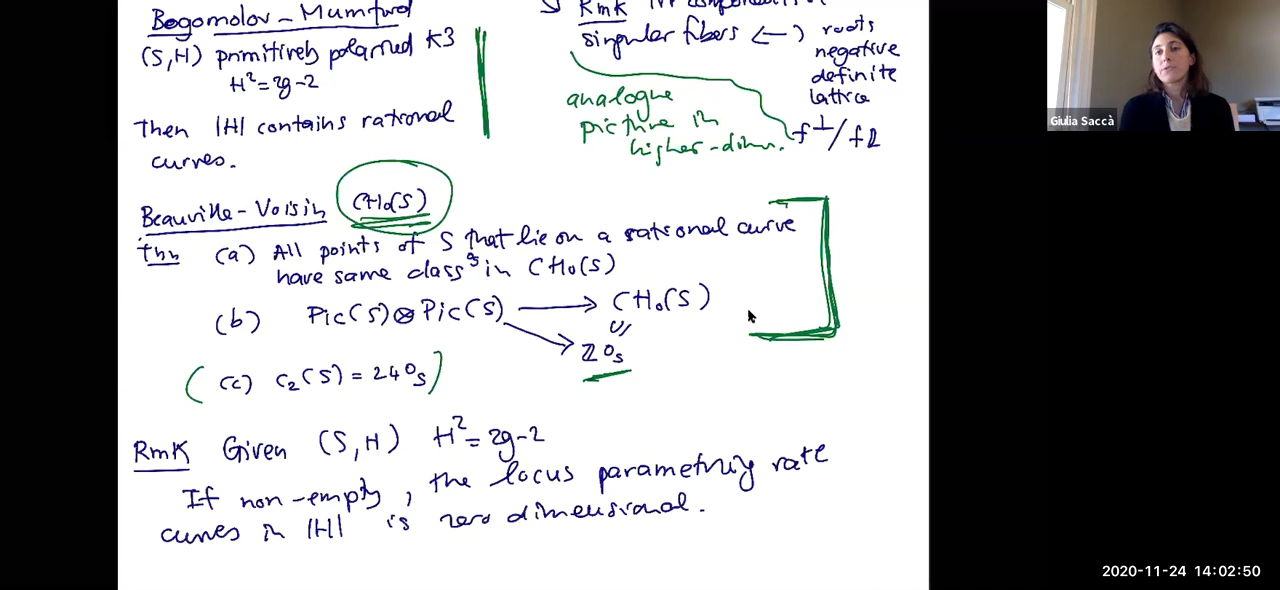 Bogomolov - Mumford
(S,H) primitively polarized K3
H² = 2g-2
Then |H| contains rational
curves.
Rmk
singular fibers ⟷ roots
negative
definite
lattice
f^⊥/fℤ
analogue
picture in
higher-dim.
Beauville - Voisin CH₀(S)
Thm (a) All points of S that lie on a rational curve
have same class o_S in CH₀(S)
(b) Pic(S) ⊗ Pic(S) → CH₀(S)
∪|
ℤ o_S
(c) C₂(S) = 24 o_S
Rmk Given (S,H) H² = 2g-2
If non-empty, the locus parametrizing rat'l
curves in |H| is zero dimensional.
Giulia Saccà
2020-11-24 14:02:50